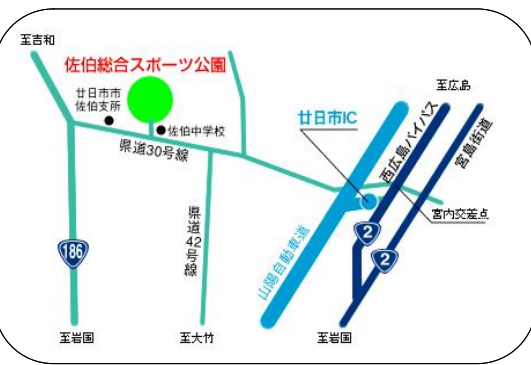 至吉和
佐伯総合スポーツ公園
至広島
廿日市市
佐伯支所
廿日市IC
佐伯中学校
西広島バイパス
宮島街道
県道30号線
県道42号線
宮内交差点
186
2
2
山陽自動車道
至岩国
至大竹
至岩国